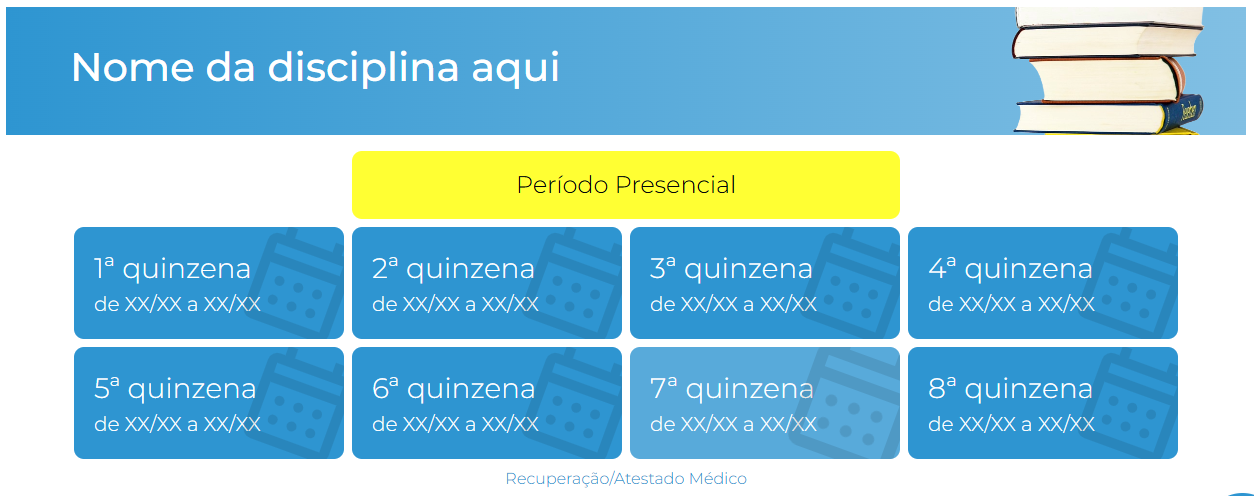 Nome da disciplina aqui
Período Presencial
1ª quinzena
de XX/XX a XX/XX
2ª quinzena
de XX/XX a XX/XX
3ª quinzena
de XX/XX a XX/XX
4ª quinzena
de XX/XX a XX/XX
5ª quinzena
de XX/XX a XX/XX
6ª quinzena
de XX/XX a XX/XX
7ª quinzena
de XX/XX a XX/XX
8ª quinzena
de XX/XX a XX/XX
Recuperação/Atestado Médico